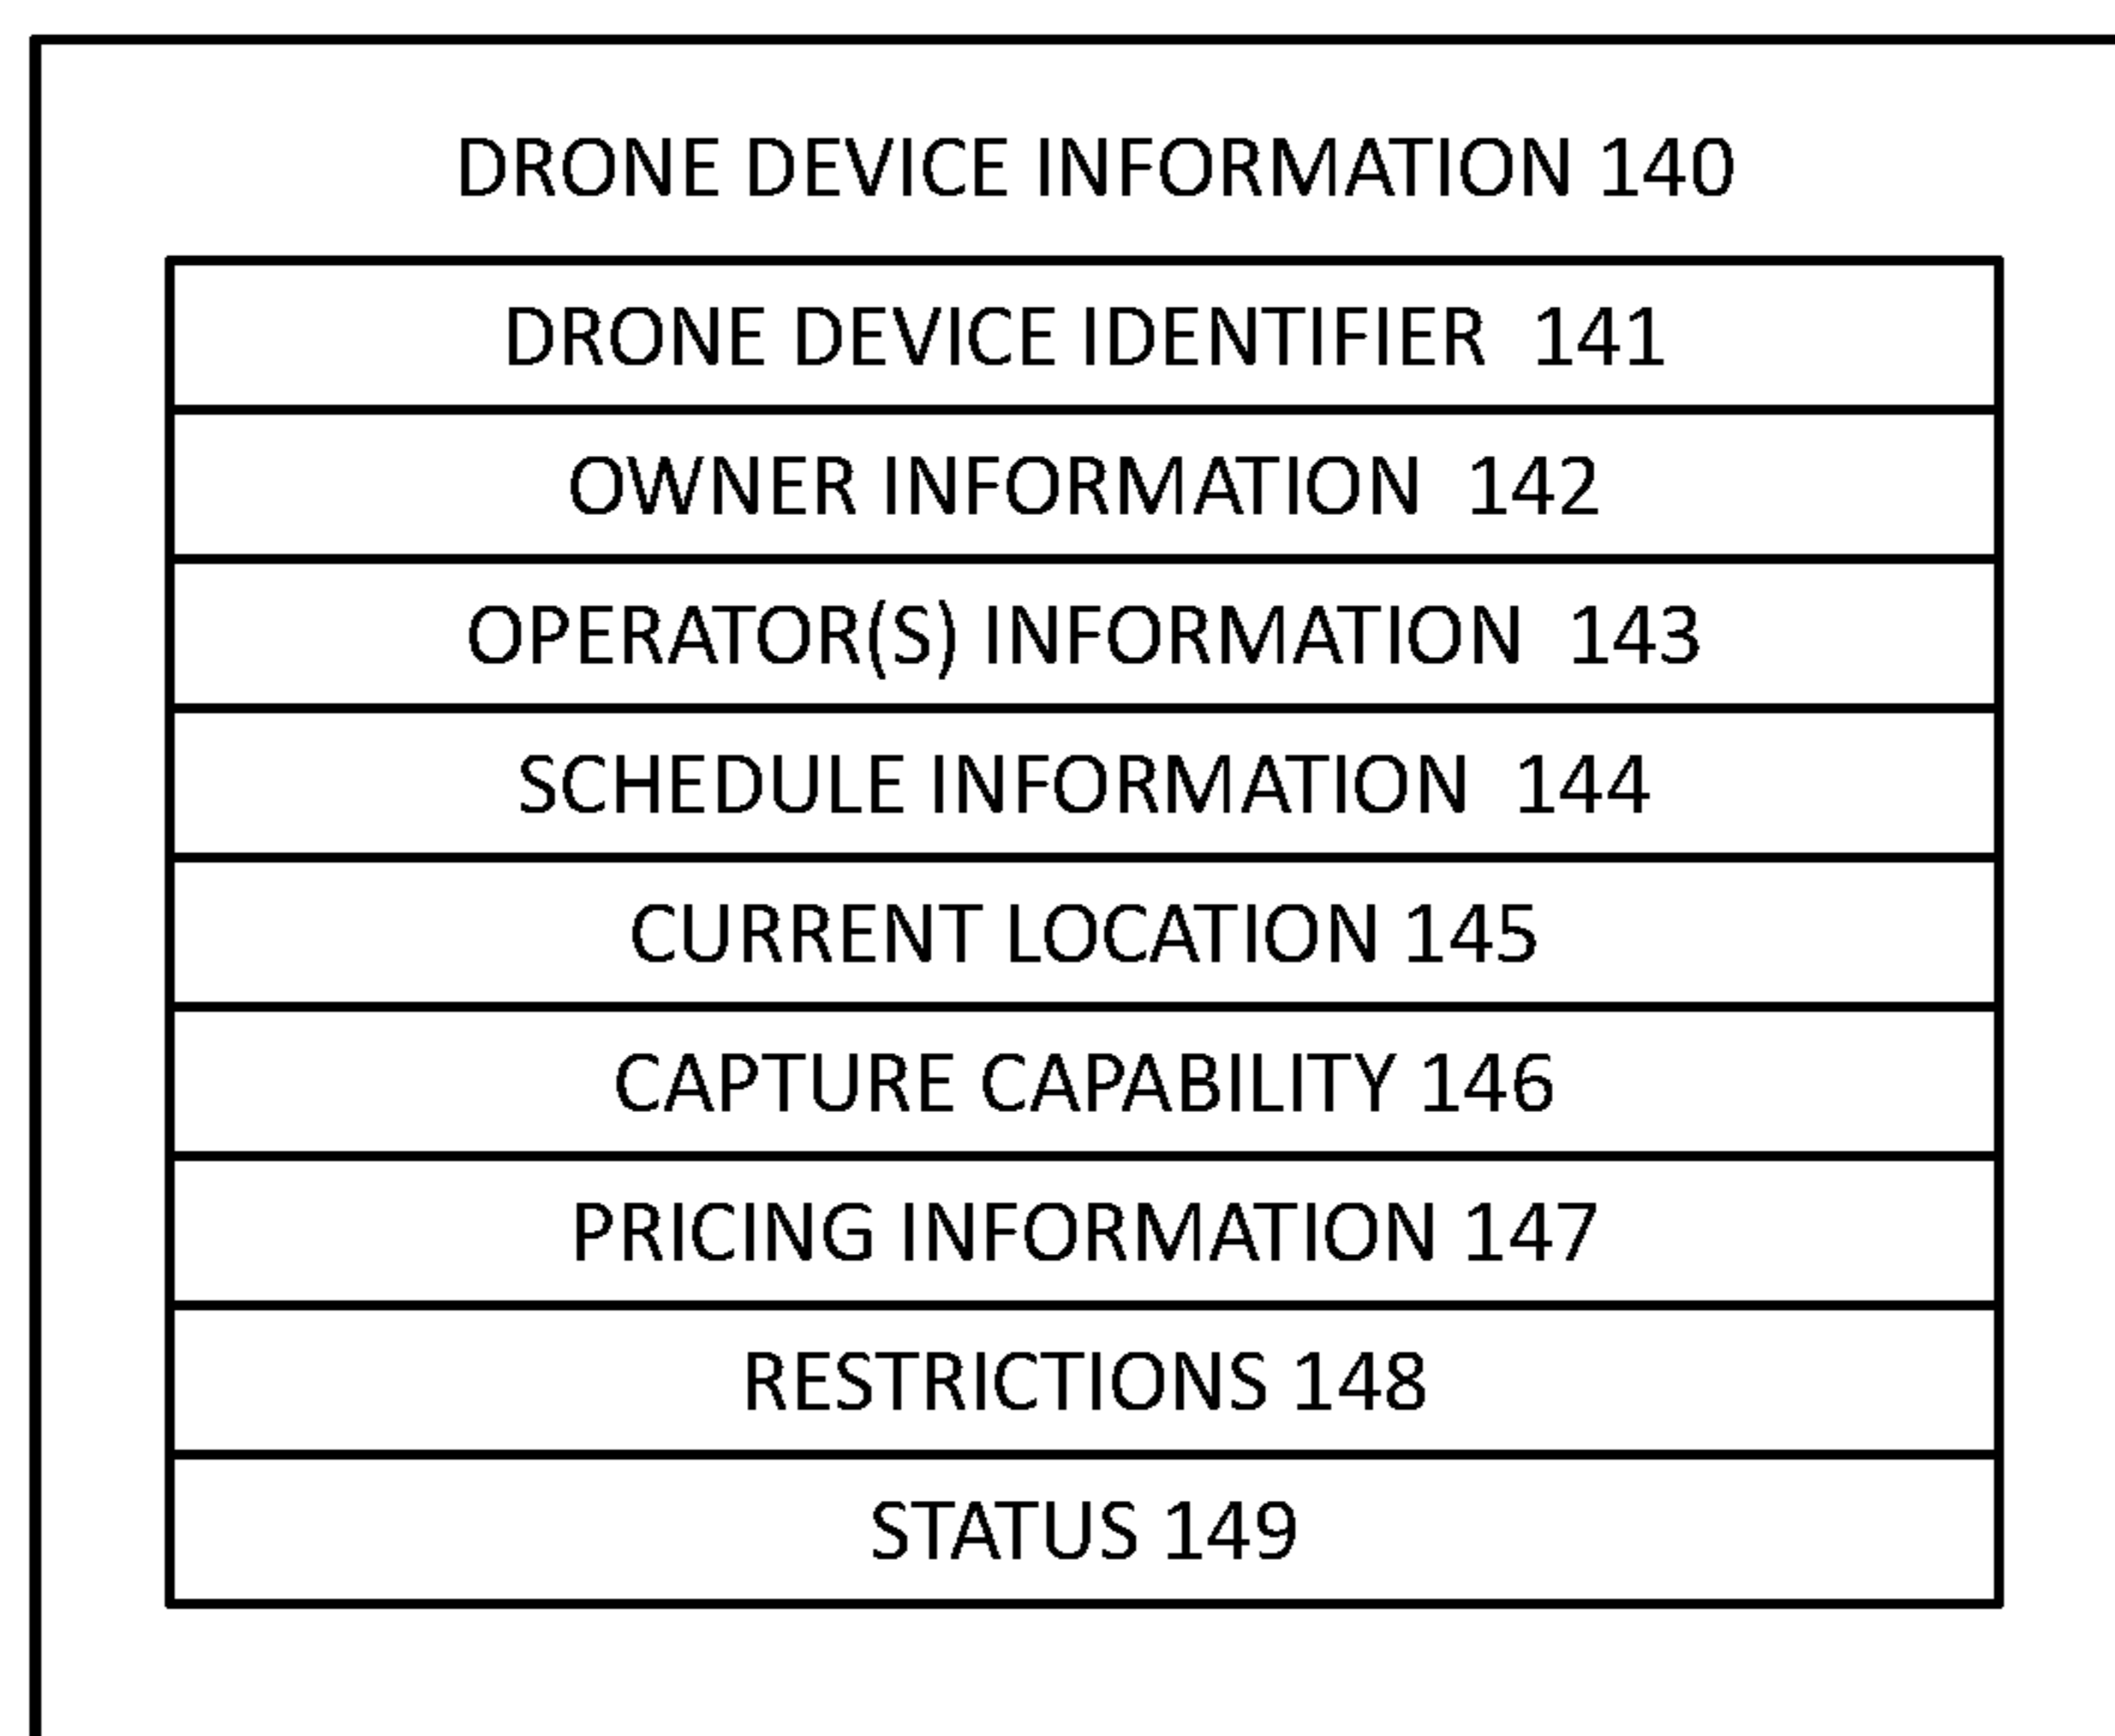 DRONE DEVICE INFORMATION 140
DRONE DEVICE IDENTIFIER 141
OWNER INFORMATION 142
OPERATOR(S) INFORMATION 143
SCHEDULE INFORMATION 144
CURRENT LOCATION 145
CAPTURE CAPABILITY 146
PRICING INFORMATION 147
RESTRICTIONS 148
STATUS 149